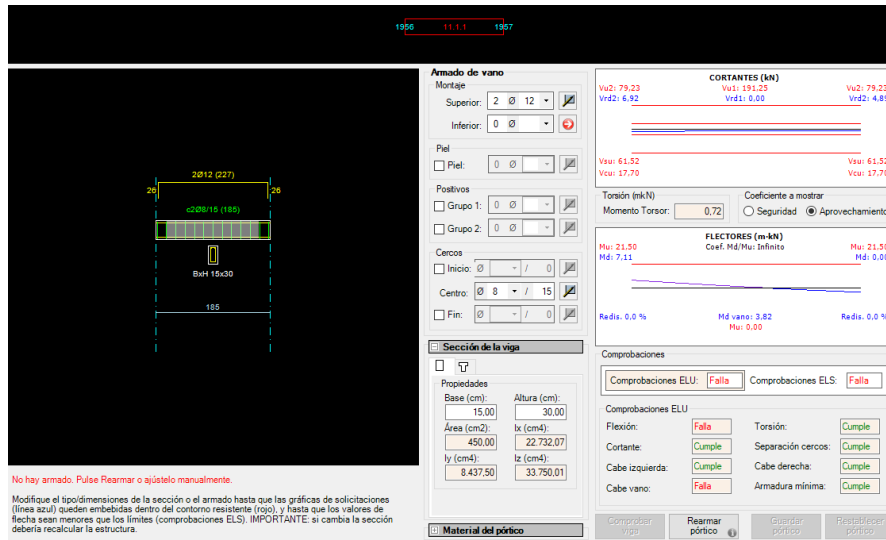 1956 11.1.1 1957
2Ø12 (227)
26 26
c2Ø8/15 (185)
BxH 15x30
185
No hay armado. Pulse Rearmar o ajústelo manualmente.
Modifique el tipo/dimensiones de la sección o el armado hasta que las gráficas de solicitaciones
(línea azul) queden embebidas dentro del contorno resistente (rojo), y hasta que los valores de
flecha sean menores que los límites (comprobaciones ELS). IMPORTANTE: si cambia la sección
debería recalcular la estructura.
Armado de vano
Montaje
Superior: 2 Ø 12
Inferior: 0 Ø
Piel
Piel: 0 Ø
Positivos
Grupo 1: 0 Ø
Grupo 2: 0 Ø
Cercos
Inicio: Ø / 0
Centro: Ø 8 / 15
Fin: Ø / 0
Sección de la viga
Propiedades
Base (cm): Altura (cm):
15,00 30,00
Área (cm2): Ix (cm4):
450,00 22.732,07
Iy (cm4): Iz (cm4):
8.437,50 33.750,01
Material del pórtico
CORTANTES (kN)
Vu2: 79.23 Vu1: 191,25 Vu2: 79.23
Vrd2: 6,92 Vrd1: 0,00 Vrd2: 4,89
Vsu: 61,52 Vsu: 61,52
Vcu: 17,70 Vcu: 17,70
Torsión (mkN)
Momento Torsor: 0,72
Coeficiente a mostrar
Seguridad Aprovechamiento
FLECTORES (m·kN)
Mu: 21,50 Coef. Md/Mu: Infinito Mu: 21,50
Md: 7,11 Md: 0,00
Redis. 0,0 % Md vano: 3,82 Redis. 0,0 %
Mu: 0,00
Comprobaciones
Comprobaciones ELU: Falla Comprobaciones ELS: Falla
Comprobaciones ELU
Flexión: Falla Torsión: Cumple
Cortante: Cumple Separación cercos: Cumple
Cabe izquierda: Cumple Cabe derecha: Cumple
Cabe vano: Falla Armadura mínima: Cumple
Comprobar viga
Rearmar pórtico
Guardar pórtico
Restablecer pórtico